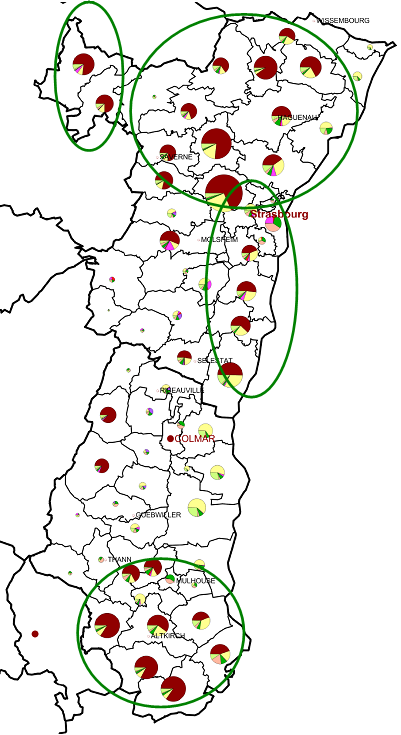 WISSEMBOURG
HAGUENAU
SAVERNE
Strasbourg
MOLSHEIM
SELESTAT
RIBEAUVILLE
COLMAR
GUEBWILLER
THANN
MULHOUSE
ALTKIRCH